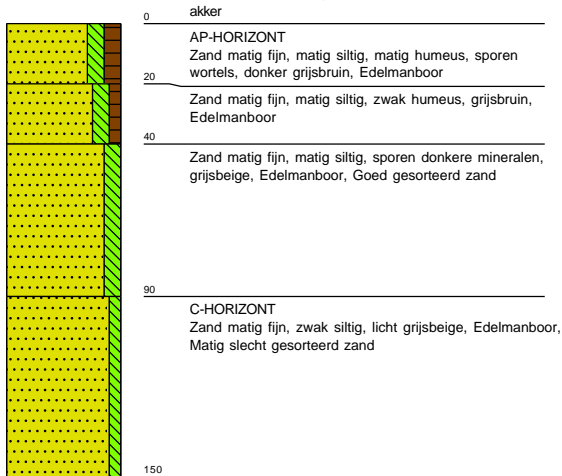 0
akker
AP-HORIZONT
Zand matig fijn, matig siltig, matig humeus, sporen
wortels, donker grijsbruin, Edelmanboor
20
Zand matig fijn, matig siltig, zwak humeus, grijsbruin,
Edelmanboor
40
Zand matig fijn, matig siltig, sporen donkere mineralen,
grijsbeige, Edelmanboor, Goed gesorteerd zand
90
C-HORIZONT
Zand matig fijn, zwak siltig, licht grijsbeige, Edelmanboor,
Matig slecht gesorteerd zand
150